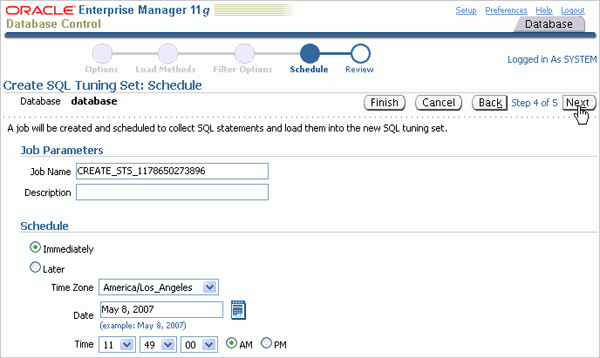 ORACLE Enterprise Manager 11g
Database Control
Setup Preferences Help Logout
Database
Options Load Methods Filter Options Schedule Review
Logged in As SYSTEM
Create SQL Tuning Set: Schedule
Database database
Finish Cancel Back Step 4 of 5 Next
A job will be created and scheduled to collect SQL statements and load them into the new SQL tuning set.
Job Parameters
Job Name CREATE_STS_1178650273896
Description
Schedule
Immediately
Later
Time Zone America/Los_Angeles
Date May 8, 2007
(example: May 8, 2007)
Time 11 49 00 AM PM